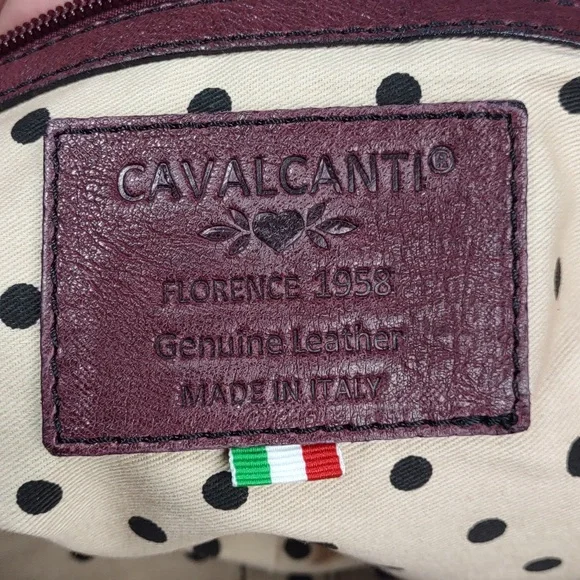 CAVALCANTI®
FLORENCE 1958
Genuine Leather
MADE IN ITALY